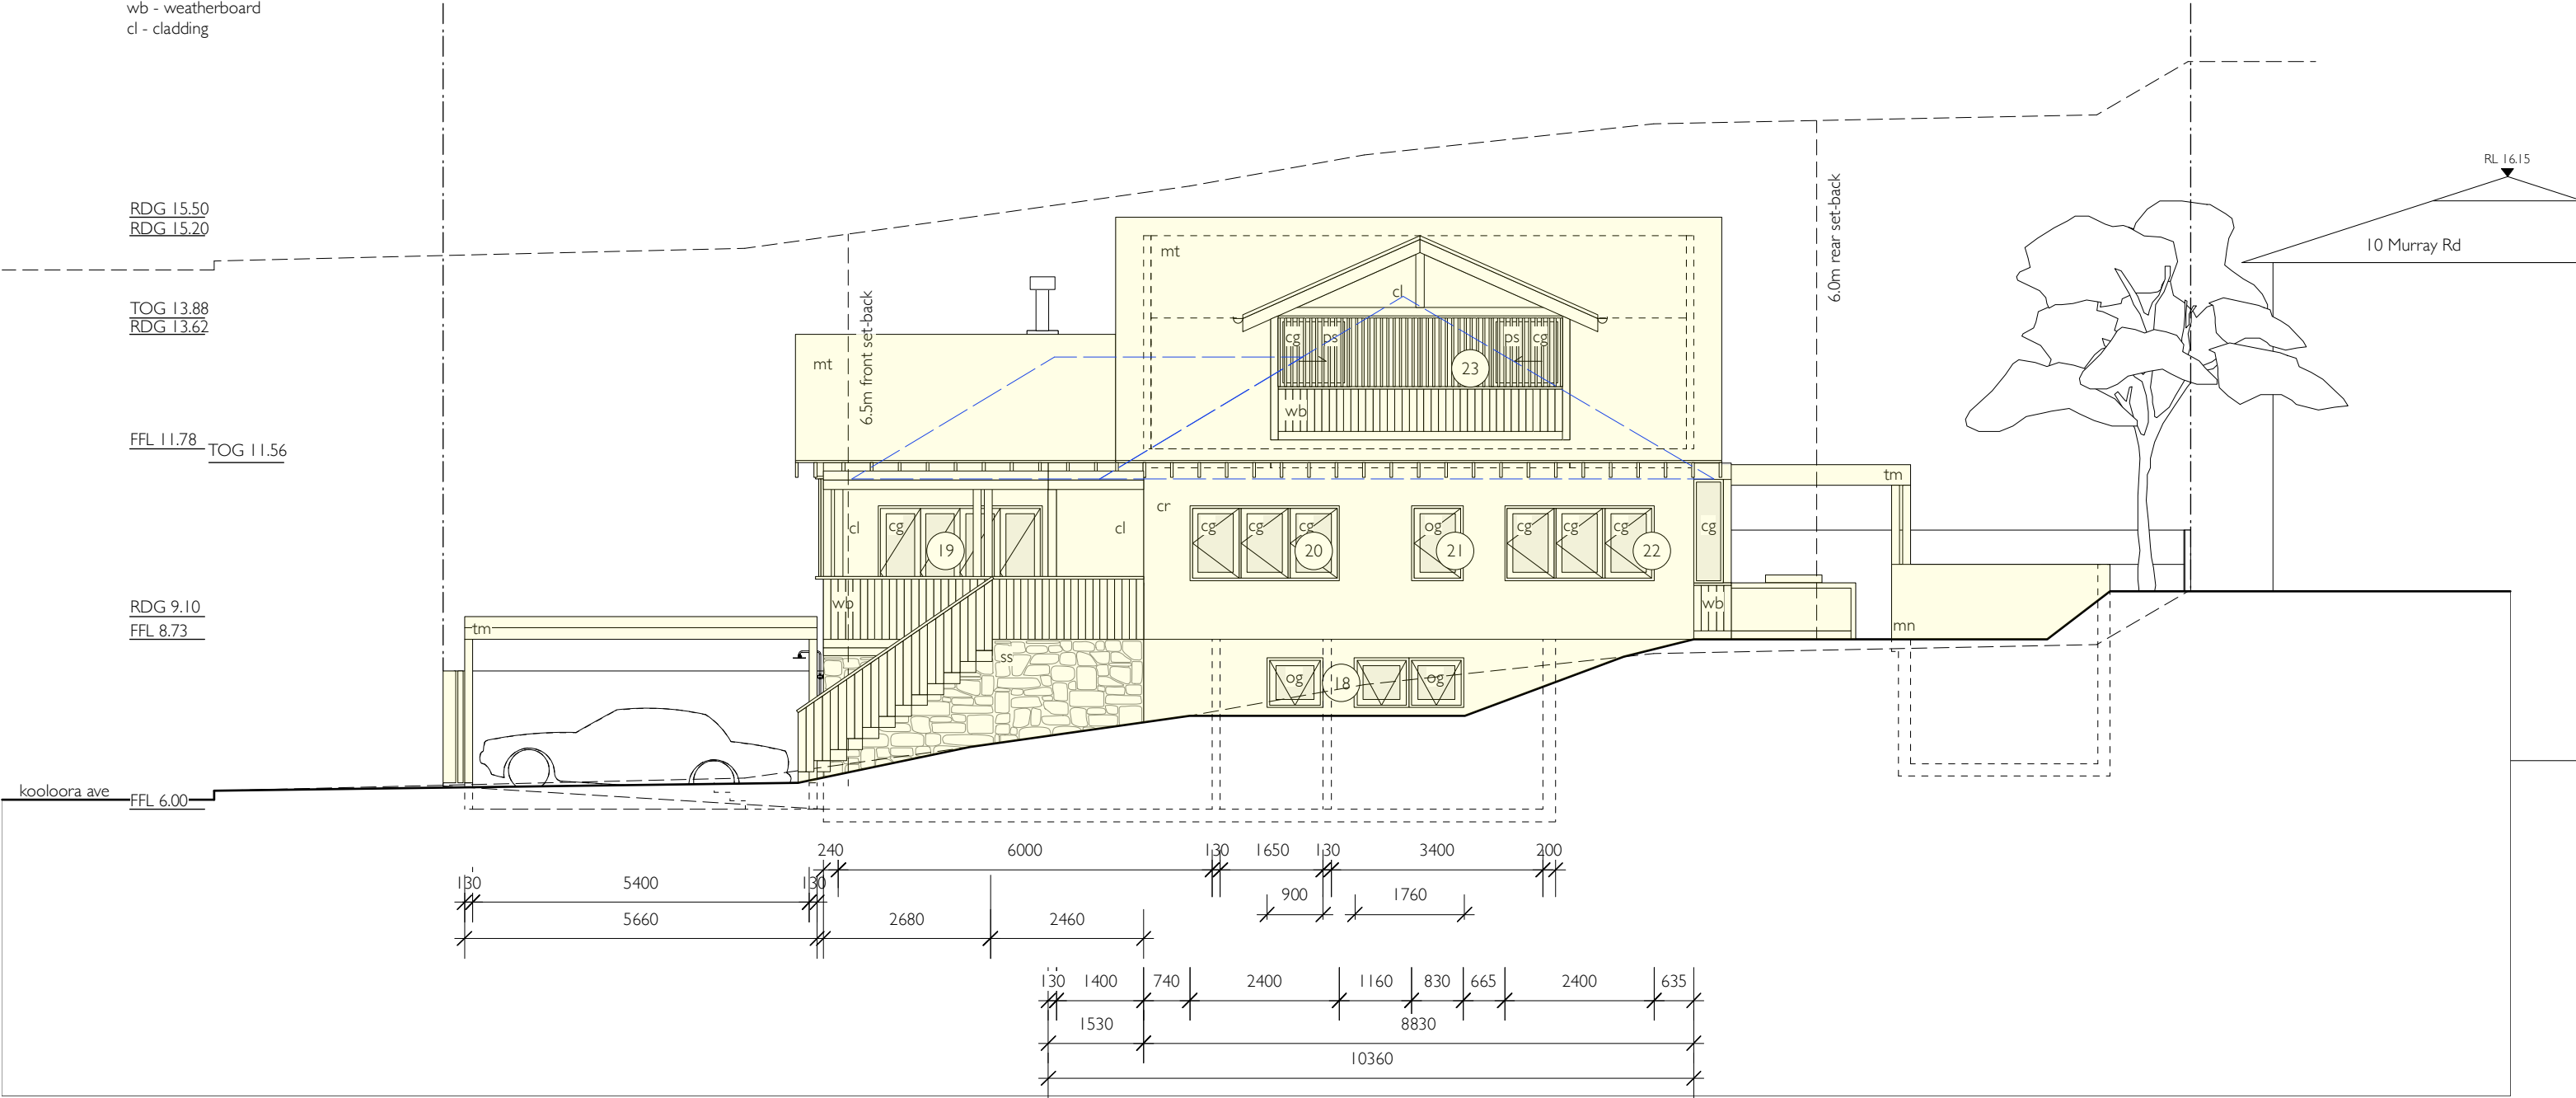 wb - weatherboard
cl - cladding
RL 16.15
6.0m rear set-back
RDG 15.50
RDG 15.20
10 Murray Rd
mt
cl
TOG 13.88
RDG 13.62
6.5m front set-back
cg ps ps cg
mt
23
wb
FFL 11.78
TOG 11.56
tm
cr
cl cg cl cg cg cg og cg cg cg cg
19 20 21 22
RDG 9.10
wb wb
FFL 8.73
tm mn
ss
og 18 og
kooloora ave
FFL 6.00
240 6000 130 1650 130 3400 200
130 5400 130 900 1760
5660 2680 2460
130 1400 740 2400 1160 830 665 2400 635
1530 8830
10360